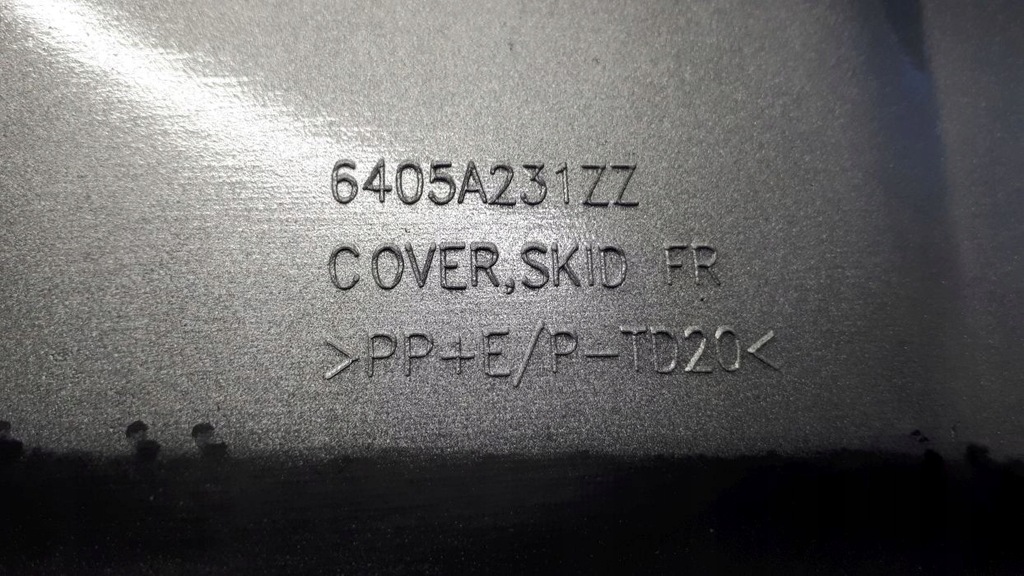 6405A231ZZ
COVER,SKID FR
>PP+E/P-TD20<